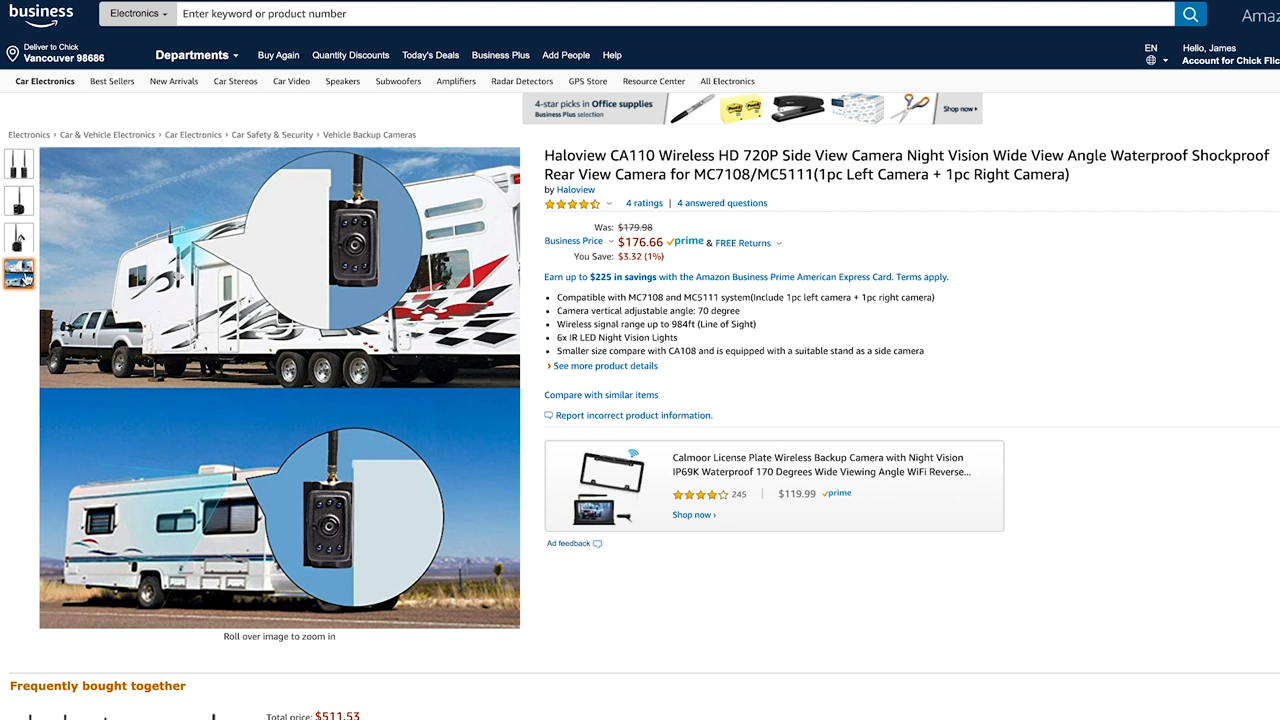 business
Electronics
Enter keyword or product number
Amaz
Deliver to Chick
Vancouver 98686
Departments
Buy Again
Quantity Discounts
Today's Deals
Business Plus
Add People
Help
EN
Hello, James
Account for Chick Flic
Car Electronics
Best Sellers
New Arrivals
Car Stereos
Car Video
Speakers
Subwoofers
Amplifiers
Radar Detectors
GPS Store
Resource Center
All Electronics
4-star picks in Office supplies
Business Plus selection
Shop now
Electronics › Car & Vehicle Electronics › Car Electronics › Car Safety & Security › Vehicle Backup Cameras
Haloview CA110 Wireless HD 720P Side View Camera Night Vision Wide View Angle Waterproof Shockproof
Rear View Camera for MC7108/MC5111(1pc Left Camera + 1pc Right Camera)
by Haloview
4 ratings | 4 answered questions
Was: $179.98
Business Price $176.66 prime & FREE Returns
You Save: $3.32 (1%)
Earn up to $225 in savings with the Amazon Business Prime American Express Card. Terms apply.
• Compatible with MC7108 and MC5111 system(Include 1pc left camera + 1pc right camera)
• Camera vertical adjustable angle: 70 degree
• Wireless signal range up to 984ft (Line of Sight)
• 6x IR LED Night Vision Lights
• Smaller size compare with CA108 and is equipped with a suitable stand as a side camera
› See more product details
Compare with similar items
Report incorrect product information.
Calmoor License Plate Wireless Backup Camera with Night Vision
IP69K Waterproof 170 Degrees Wide Viewing Angle WiFi Reverse...
245 | $119.99 prime
Shop now ›
Ad feedback
Roll over image to zoom in
Frequently bought together
Total price: $511.53